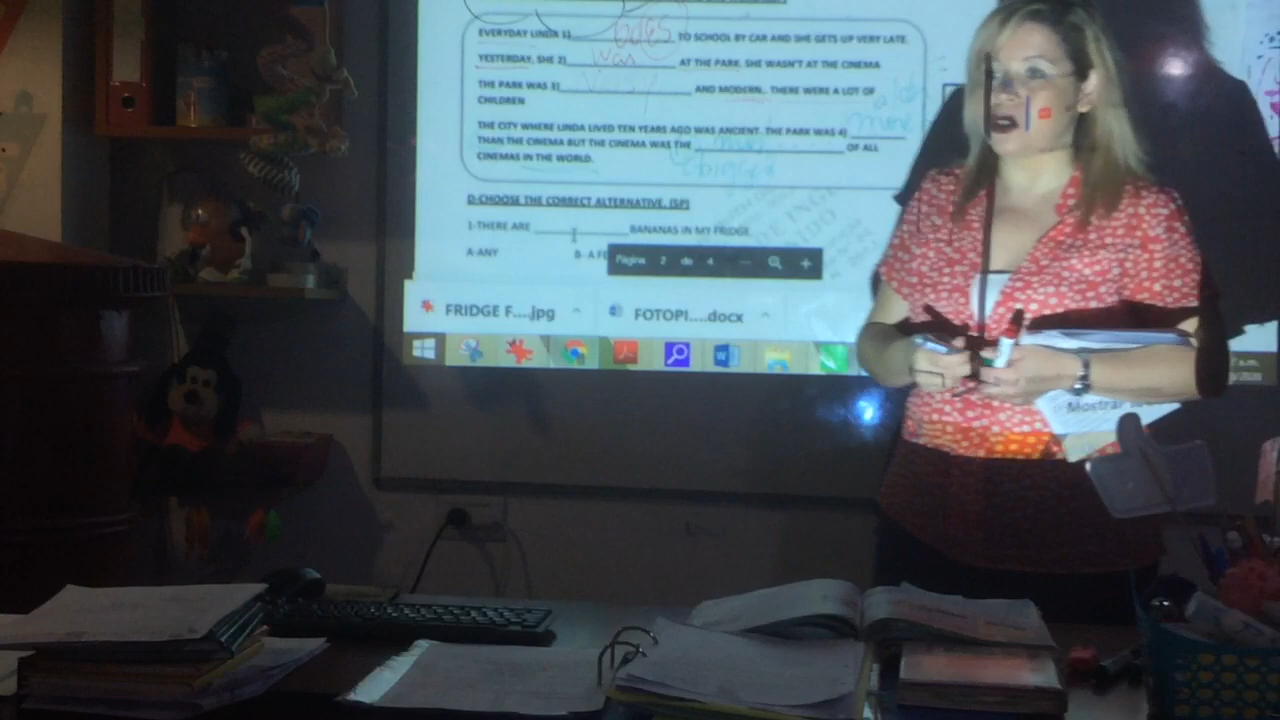 EVERYDAY LINDA 1) goes TO SCHOOL BY CAR AND SHE GETS UP VERY LATE.
YESTERDAY, SHE 2) was AT THE PARK. SHE WASN'T AT THE CINEMA
THE PARK WAS 3) AND MODERN.. THERE WERE A LOT OF
CHILDREN
THE CITY WHERE LINDA LIVED TEN YEARS AGO WAS ANCIENT. THE PARK WAS 4) more
THAN THE CINEMA BUT THE CINEMA WAS THE OF ALL
CINEMAS IN THE WORLD.
D-CHOOSE THE CORRECT ALTERNATIVE. (5P)
1-THERE ARE BANANAS IN MY FRIDGE
A-ANY B- A FE
Página 2 de 4
FRIDGE F....jpg FOTOPI....docx
Mostrar